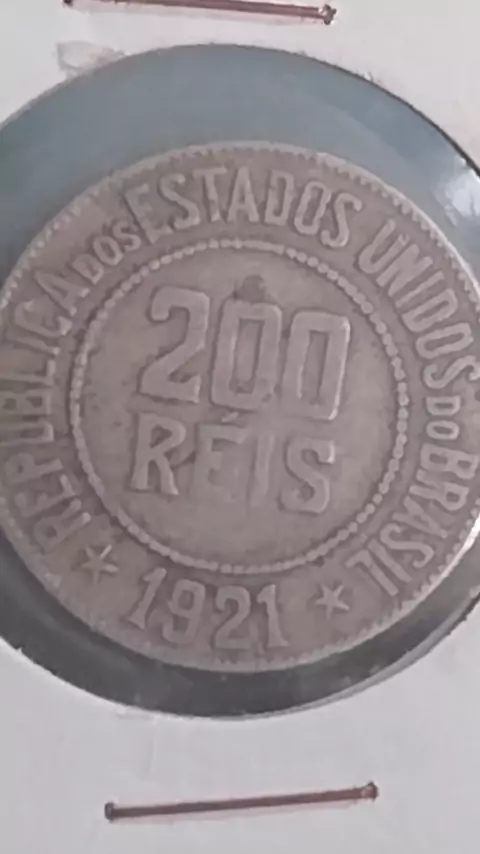 REPUBLICA DOS ESTADOS UNIDOS DO BRASIL
200
RÉIS
★ 1921 ★